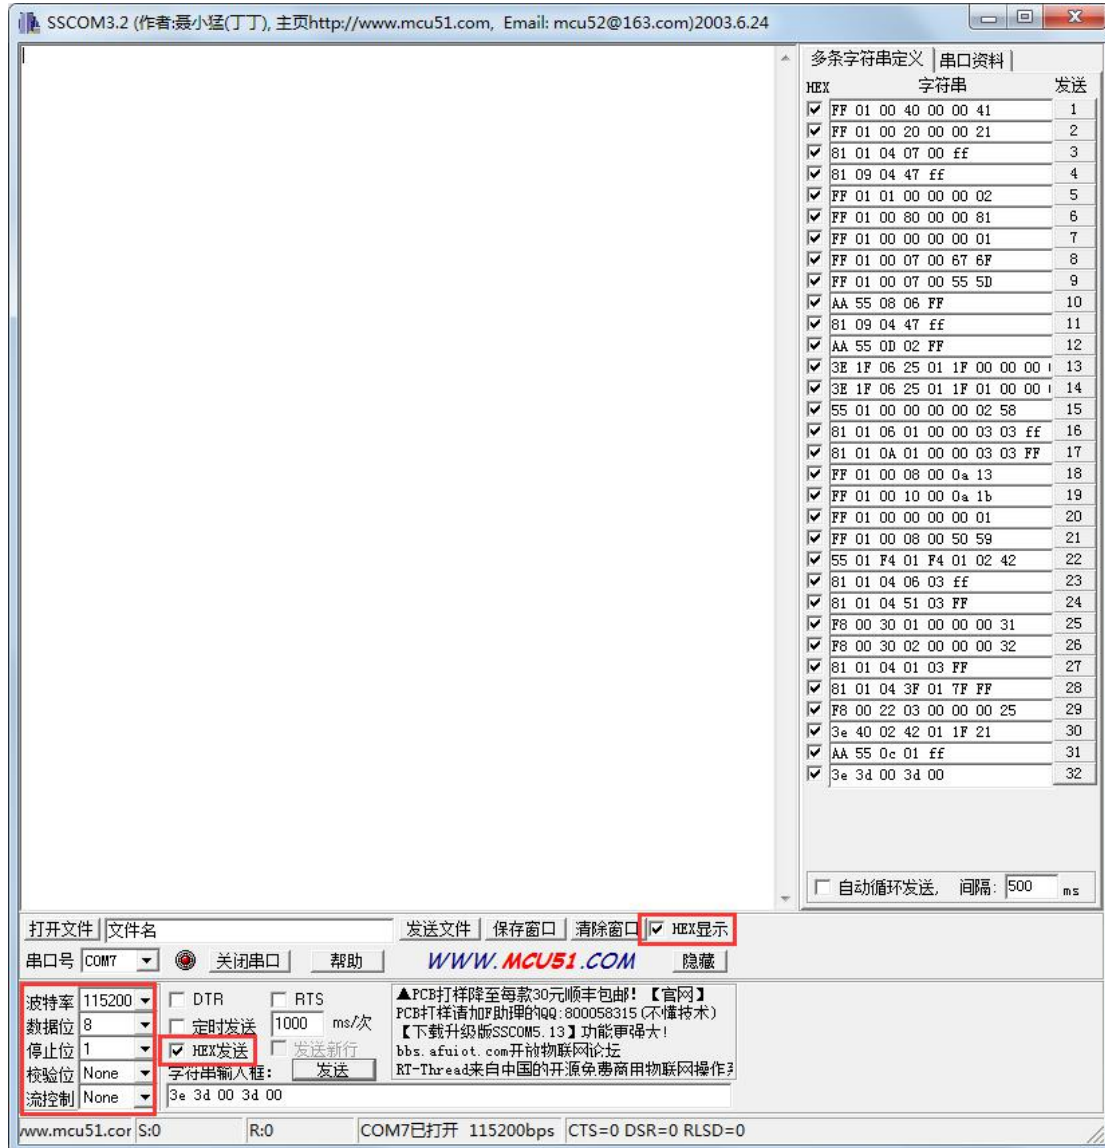 SSCOM3.2 (作者:聂小猛(丁丁), 主页http://www.mcu51.com, Email: mcu52@163.com)2003.6.24
多条字符串定义 串口资料
HEX 字符串 发送
FF 01 00 40 00 00 41 1
FF 01 00 20 00 00 21 2
81 01 04 07 00 ff 3
81 09 04 47 ff 4
FF 01 01 00 00 00 02 5
FF 01 00 80 00 00 81 6
FF 01 00 00 00 00 01 7
FF 01 00 07 00 67 6F 8
FF 01 00 07 00 55 5D 9
AA 55 08 06 FF 10
81 09 04 47 ff 11
AA 55 0D 02 FF 12
3E 1F 06 25 01 1F 00 00 00 13
3E 1F 06 25 01 1F 01 00 00 14
55 01 00 00 00 00 02 58 15
81 01 06 01 00 00 03 03 ff 16
81 01 0A 01 00 00 03 03 FF 17
FF 01 00 08 00 0a 13 18
FF 01 00 10 00 0a 1b 19
FF 01 00 00 00 00 01 20
FF 01 00 08 00 50 59 21
55 01 F4 01 F4 01 02 42 22
81 01 04 06 03 ff 23
81 01 04 51 03 FF 24
F8 00 30 01 00 00 00 31 25
F8 00 30 02 00 00 00 32 26
81 01 04 01 03 FF 27
81 01 04 3F 01 7F FF 28
F8 00 22 03 00 00 00 25 29
3e 40 02 42 01 1F 21 30
AA 55 0c 01 ff 31
3e 3d 00 3d 00 32
自动循环发送, 间隔: 500 ms
打开文件 文件名 发送文件 保存窗口 清除窗口 HEX显示
串口号 COM7 关闭串口 帮助 WWW.MCU51.COM 隐藏
波特率 115200 DTR RTS
数据位 8 定时发送 1000 ms/次
停止位 1 HEX发送 发送新行
校验位 None 字符串输入框: 发送
流控制 None 3e 3d 00 3d 00
▲PCB打样降至每款30元顺丰包邮!【官网】
PCB打样请加F助理的QQ:800058315(不懂技术)
【下载升级版SSCOM5.13】功能更强大!
bbs.afuiot.com开放物联网论坛
RT-Thread来自中国的开源免费商用物联网操作
www.mcu51.cor S:0 R:0 COM7已打开 115200bps CTS=0 DSR=0 RLSD=0